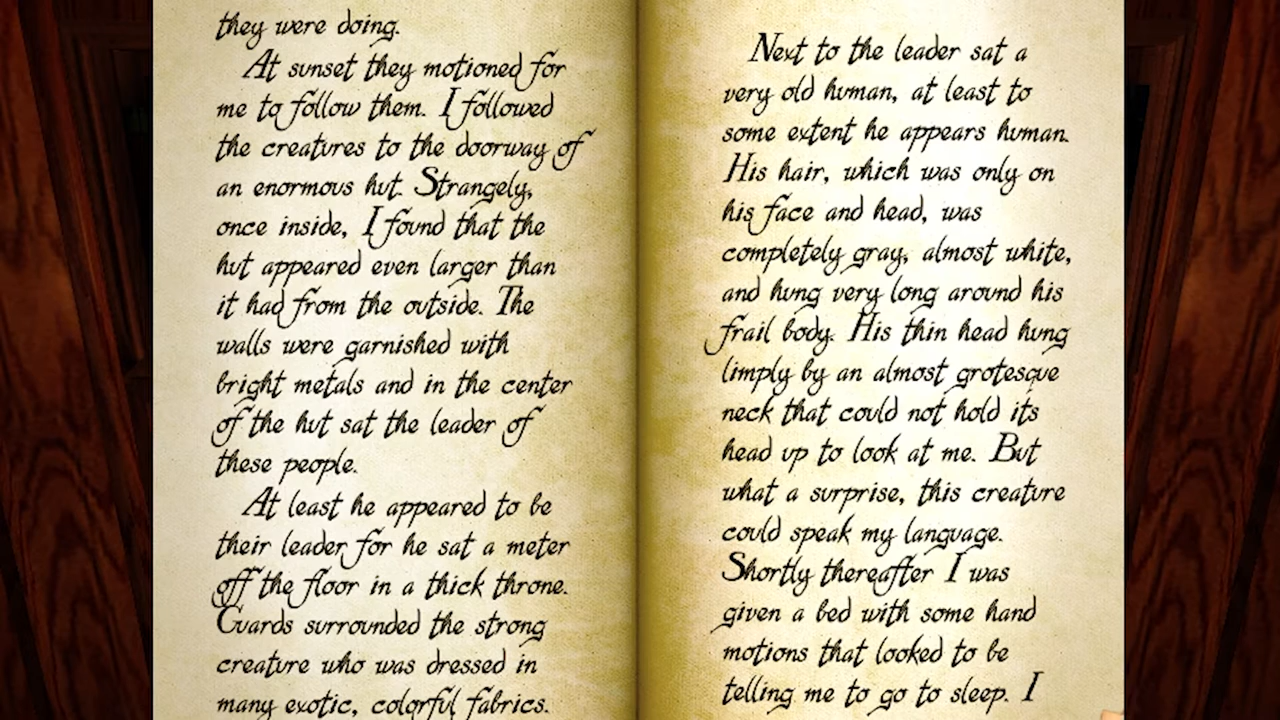 they were doing.
At sunset they motioned for
me to follow them. I followed
the creatures to the doorway of
an enormous hut. Strangely,
once inside, I found that the
hut appeared even larger than
it had from the outside. The
walls were garnished with
bright metals and in the center
of the hut sat the leader of
these people.
At least he appeared to be
their leader for he sat a meter
off the floor in a thick throne.
Guards surrounded the strong
creature who was dressed in
many exotic, colorful fabrics.
Next to the leader sat a
very old human, at least to
some extent he appears human.
His hair, which was only on
his face and head, was
completely gray, almost white,
and hung very long around his
frail body. His thin head hung
limply by an almost grotesque
neck that could not hold its
head up to look at me. But
what a surprise, this creature
could speak my language.
Shortly thereafter I was
given a bed with some hand
motions that looked to be
telling me to go to sleep. I